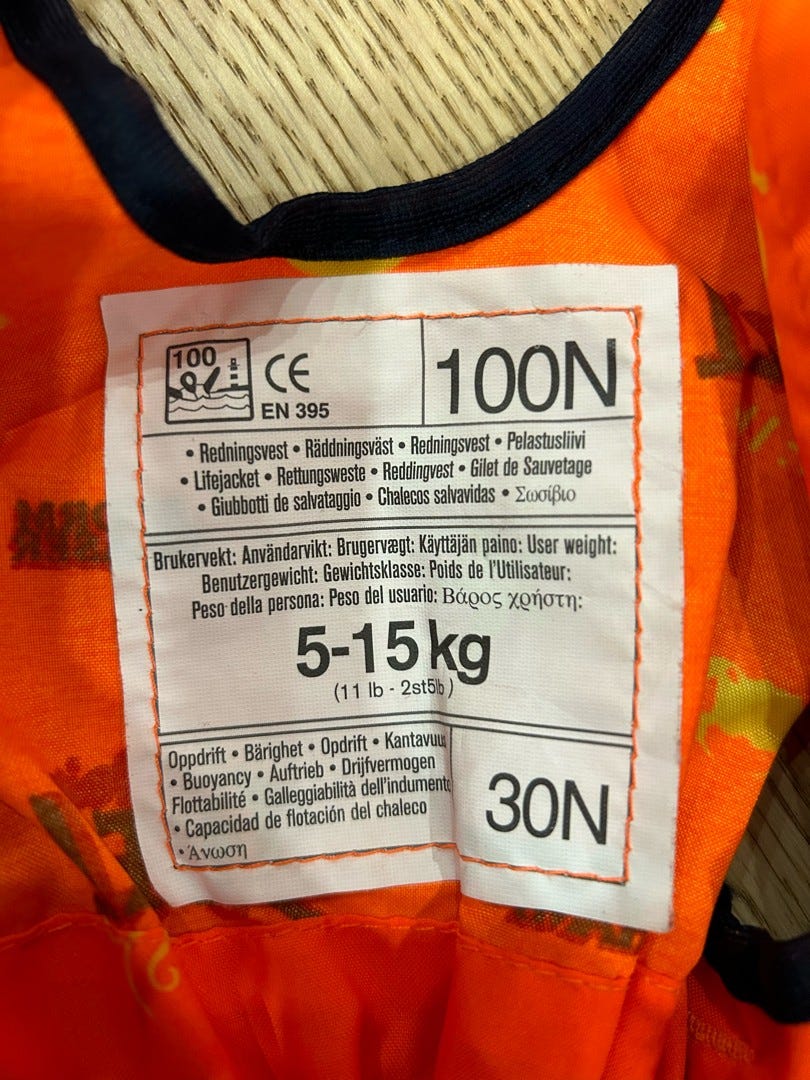 100
CE
EN 395
100N
• Redningsvest • Räddningsväst • Redningsvest • Pelastusliivi
• Lifejacket • Rettungsweste • Reddingvest • Gilet de Sauvetage
• Giubbotti de salvataggio • Chalecos salvavidas • Σωσίβιο
Brukervekt: Användarvikt: Brugervægt: Käyttäjän paino: User weight:
Benutzergewicht: Gewichtsklasse: Poids de l'Utilisateur:
Peso della persona: Peso del usuario: Βάρος χρήστη:
5-15 kg
(11 lb - 2st5lb)
Oppdrift • Bärighet • Opdrift • Kantavuus
• Buoyancy • Auftrieb • Drijfvermogen
Flottabilité • Galleggiabilità dell'indumento
• Capacidad de flotación del chaleco
• Άνωση
30N